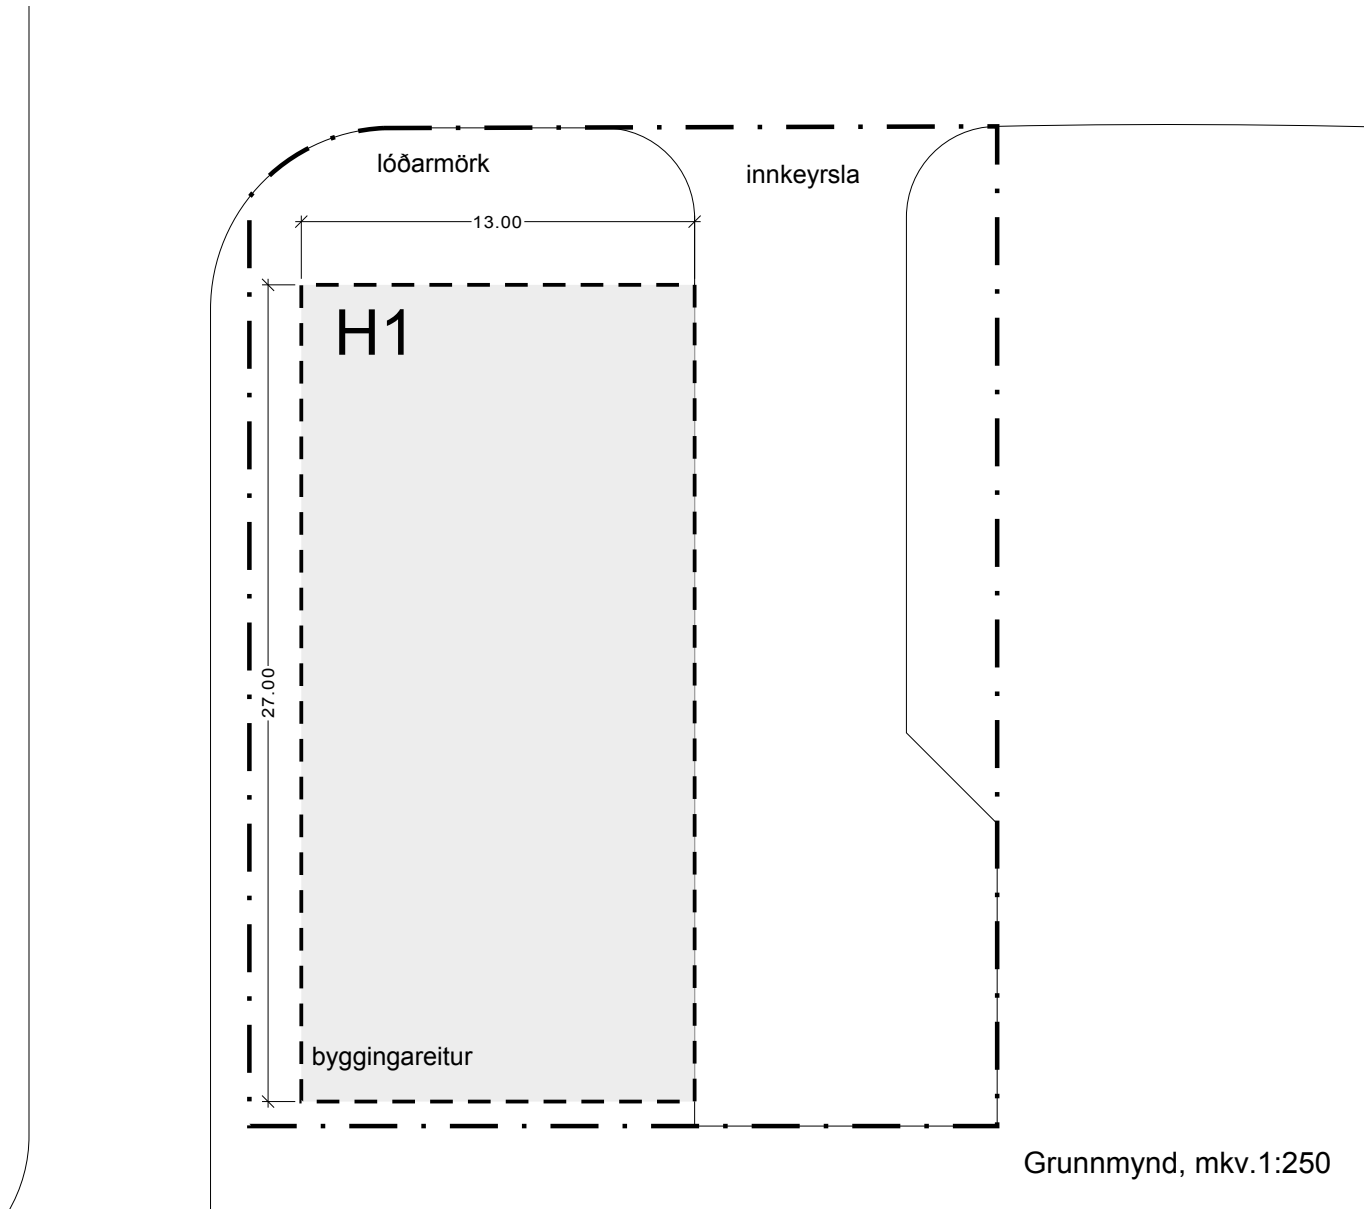 lóðarmörk
innkeyrsla
13.00
H1
27.00
byggingareitur
Grunnmynd, mkv.1:250